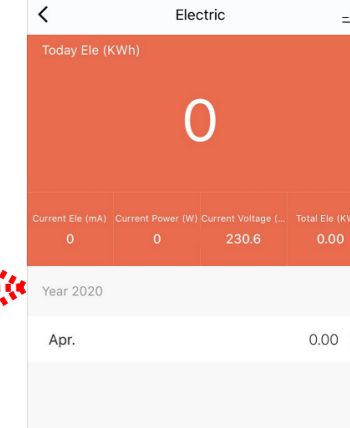 Electric
Today Ele (KWh)
0
Current Ele (mA) Current Power (W) Current Voltage (... Total Ele (KW
0 0 230.6 0.00
Year 2020
Apr. 0.00